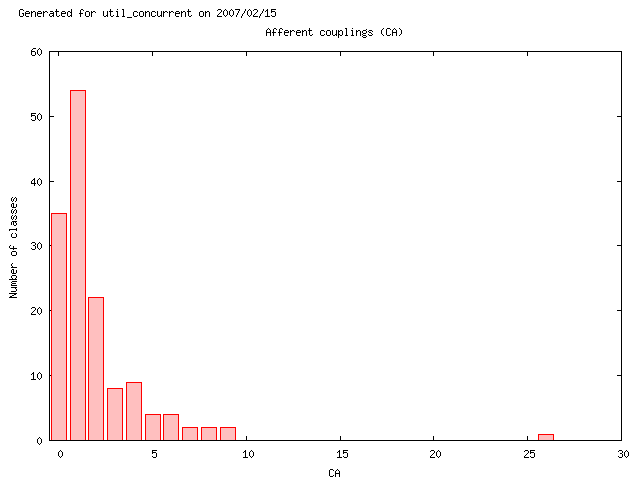 Generated for util_concurrent on 2007/02/15
Afferent couplings (CA)
60
50
40
30
20
10
0
Number of classes
0 5 10 15 20 25 30
CA